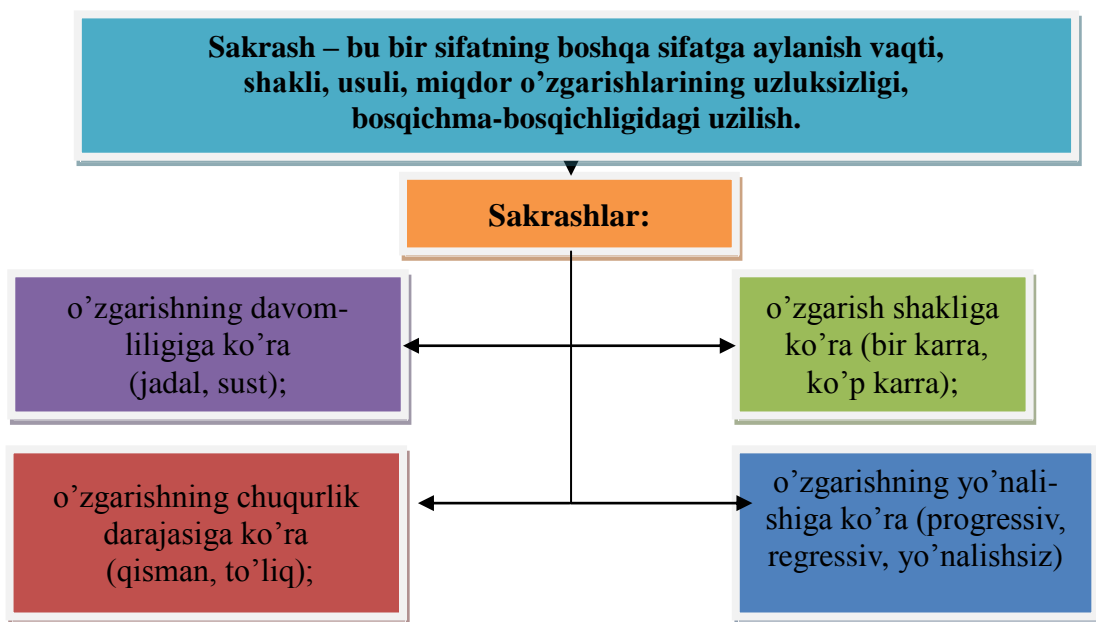 Sakrash – bu bir sifatning boshqa sifatga aylanish vaqti,
shakli, usuli, miqdor o’zgarishlarining uzluksizligi,
bosqichma-bosqichligidagi uzilish.
Sakrashlar:
o’zgarishning davom-
liligiga ko’ra
(jadal, sust);
o’zgarish shakliga
ko’ra (bir karra,
ko’p karra);
o’zgarishning chuqurlik
darajasiga ko’ra
(qisman, to’liq);
o’zgarishning yo’nali-
shiga ko’ra (progressiv,
regressiv, yo’nalishsiz)